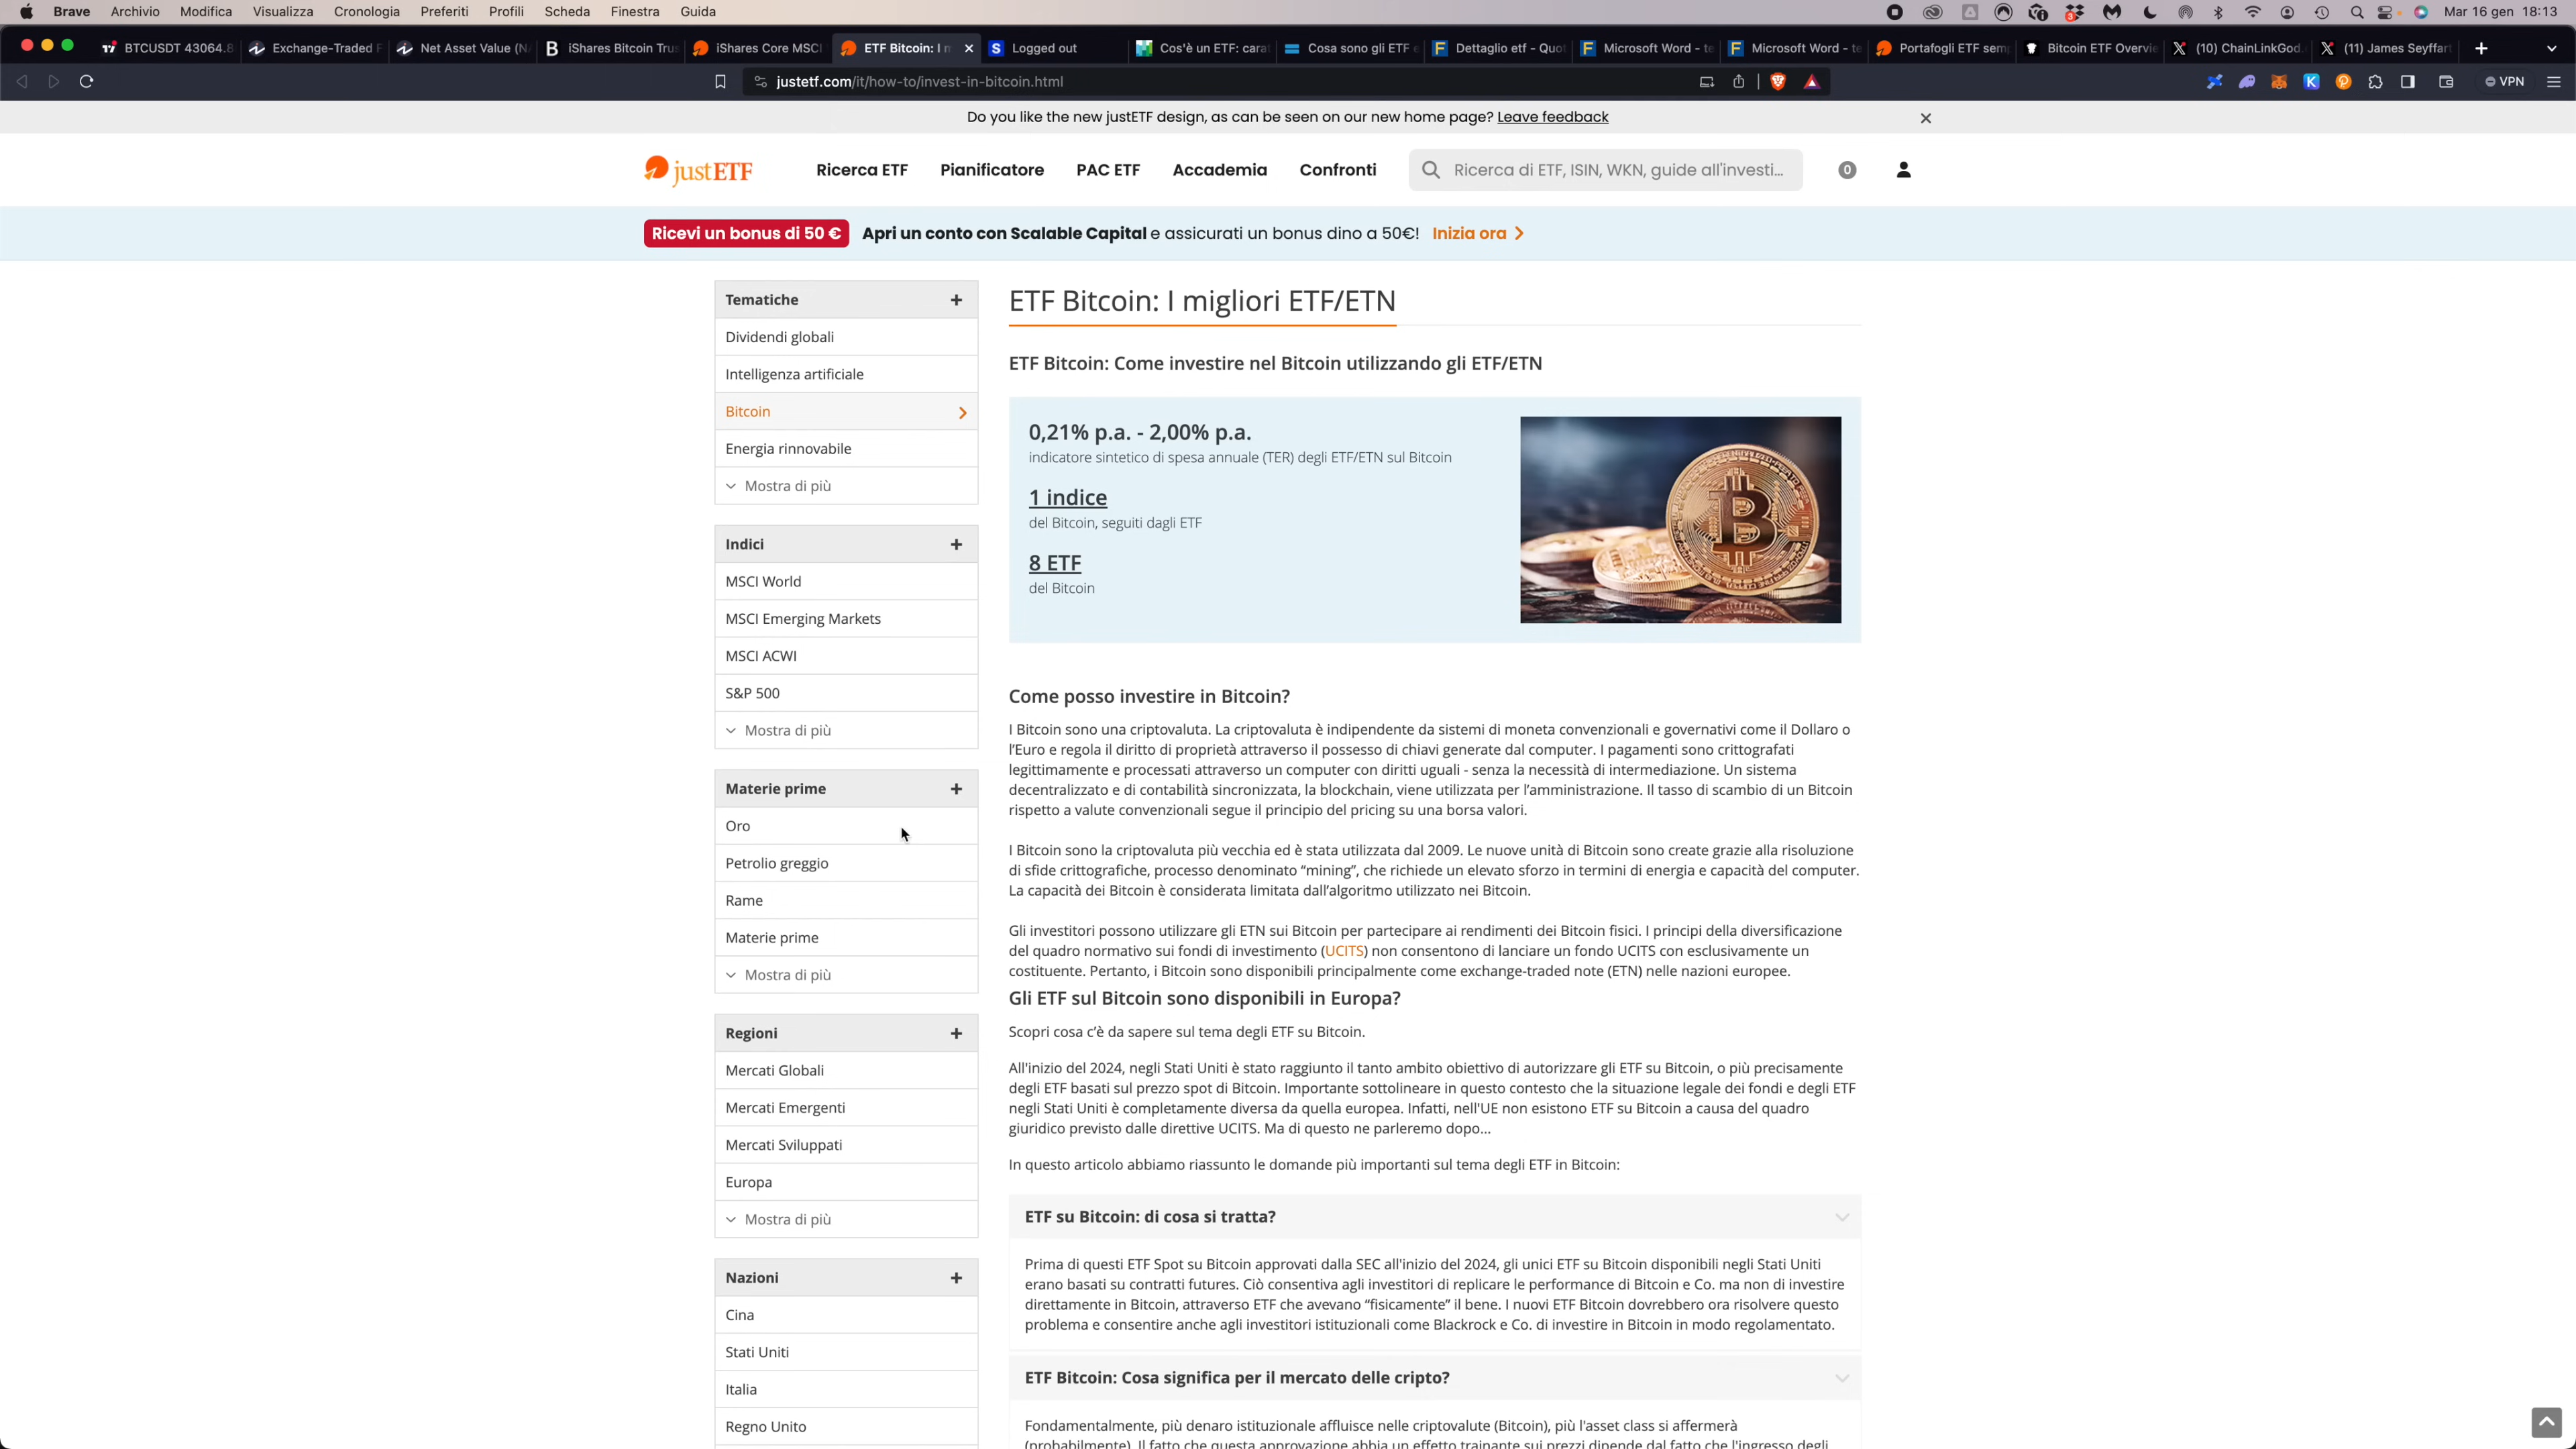 Brave Archivio Modifica Visualizza Cronologia Preferiti Profili Scheda Finestra Guida
Mar 16 gen 18:13
BTCUSDT 43064.8
Exchange-Traded F
Net Asset Value (N
iShares Bitcoin Trus
iShares Core MSCI
ETF Bitcoin: I m
Logged out
Cos'è un ETF: carat
Cosa sono gli ETF e
Dettaglio etf - Quot
Microsoft Word - te
Microsoft Word - te
Portafogli ETF sem
Bitcoin ETF Overvie
(10) ChainLinkGod.
(11) James Seyffart
justetf.com/it/how-to/invest-in-bitcoin.html
VPN
Do you like the new justETF design, as can be seen on our new home page? Leave feedback
justETF
Ricerca ETF Pianificatore PAC ETF Accademia Confronti
Ricerca di ETF, ISIN, WKN, guide all'investi...
0
Ricevi un bonus di 50 € Apri un conto con Scalable Capital e assicurati un bonus dino a 50€! Inizia ora
Tematiche +
Dividendi globali
Intelligenza artificiale
Bitcoin
Energia rinnovabile
Mostra di più
Indici +
MSCI World
MSCI Emerging Markets
MSCI ACWI
S&P 500
Mostra di più
Materie prime +
Oro
Petrolio greggio
Rame
Materie prime
Mostra di più
Regioni +
Mercati Globali
Mercati Emergenti
Mercati Sviluppati
Europa
Mostra di più
Nazioni +
Cina
Stati Uniti
Italia
Regno Unito
ETF Bitcoin: I migliori ETF/ETN
ETF Bitcoin: Come investire nel Bitcoin utilizzando gli ETF/ETN
0,21% p.a. - 2,00% p.a.
indicatore sintetico di spesa annuale (TER) degli ETF/ETN sul Bitcoin
1 indice
del Bitcoin, seguiti dagli ETF
8 ETF
del Bitcoin
Come posso investire in Bitcoin?
I Bitcoin sono una criptovaluta. La criptovaluta è indipendente da sistemi di moneta convenzionali e governativi come il Dollaro o
l'Euro e regola il diritto di proprietà attraverso il possesso di chiavi generate dal computer. I pagamenti sono crittografati
legittimamente e processati attraverso un computer con diritti uguali - senza la necessità di intermediazione. Un sistema
decentralizzato e di contabilità sincronizzata, la blockchain, viene utilizzata per l'amministrazione. Il tasso di scambio di un Bitcoin
rispetto a valute convenzionali segue il principio del pricing su una borsa valori.
I Bitcoin sono la criptovaluta più vecchia ed è stata utilizzata dal 2009. Le nuove unità di Bitcoin sono create grazie alla risoluzione
di sfide crittografiche, processo denominato “mining”, che richiede un elevato sforzo in termini di energia e capacità del computer.
La capacità dei Bitcoin è considerata limitata dall'algoritmo utilizzato nei Bitcoin.
Gli investitori possono utilizzare gli ETN sui Bitcoin per partecipare ai rendimenti dei Bitcoin fisici. I principi della diversificazione
del quadro normativo sui fondi di investimento (UCITS) non consentono di lanciare un fondo UCITS con esclusivamente un
costituente. Pertanto, i Bitcoin sono disponibili principalmente come exchange-traded note (ETN) nelle nazioni europee.
Gli ETF sul Bitcoin sono disponibili in Europa?
Scopri cosa c'è da sapere sul tema degli ETF su Bitcoin.
All'inizio del 2024, negli Stati Uniti è stato raggiunto il tanto ambito obiettivo di autorizzare gli ETF su Bitcoin, o più precisamente
degli ETF basati sul prezzo spot di Bitcoin. Importante sottolineare in questo contesto che la situazione legale dei fondi e degli ETF
negli Stati Uniti è completamente diversa da quella europea. Infatti, nell'UE non esistono ETF su Bitcoin a causa del quadro
giuridico previsto dalle direttive UCITS. Ma di questo ne parleremo dopo...
In questo articolo abbiamo riassunto le domande più importanti sul tema degli ETF in Bitcoin:
ETF su Bitcoin: di cosa si tratta?
Prima di questi ETF Spot su Bitcoin approvati dalla SEC all'inizio del 2024, gli unici ETF su Bitcoin disponibili negli Stati Uniti
erano basati su contratti futures. Ciò consentiva agli investitori di replicare le performance di Bitcoin e Co. ma non di investire
direttamente in Bitcoin, attraverso ETF che avevano “fisicamente” il bene. I nuovi ETF Bitcoin dovrebbero ora risolvere questo
problema e consentire anche agli investitori istituzionali come Blackrock e Co. di investire in Bitcoin in modo regolamentato.
ETF Bitcoin: Cosa significa per il mercato delle cripto?
Fondamentalmente, più denaro istituzionale affluisce nelle criptovalute (Bitcoin), più l'asset class si affermerà
(probabilmente). Il fatto che questa approvazione abbia un effetto trainante sui prezzi dipende dal fatto che l'ingresso degli